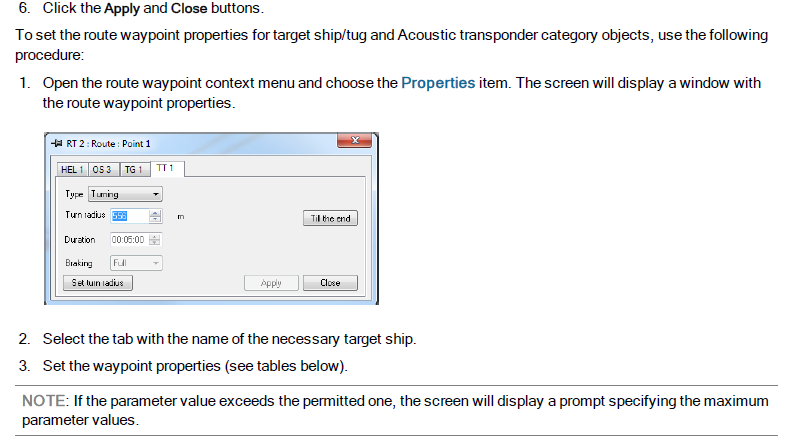 6. Click the Apply and Close buttons.
To set the route waypoint properties for target ship/tug and Acoustic transponder category objects, use the following
procedure:
1. Open the route waypoint context menu and choose the Properties item. The screen will display a window with
the route waypoint properties.
RT 2 : Route : Point 1
HEL 1 OS 3 TG 1 TT 1
Type Turning
Turn radius 556 m Till the end
Duration 00:05:00
Braking Full
Set turn radius Apply Close
2. Select the tab with the name of the necessary target ship.
3. Set the waypoint properties (see tables below).
NOTE: If the parameter value exceeds the permitted one, the screen will display a prompt specifying the maximum
parameter values.